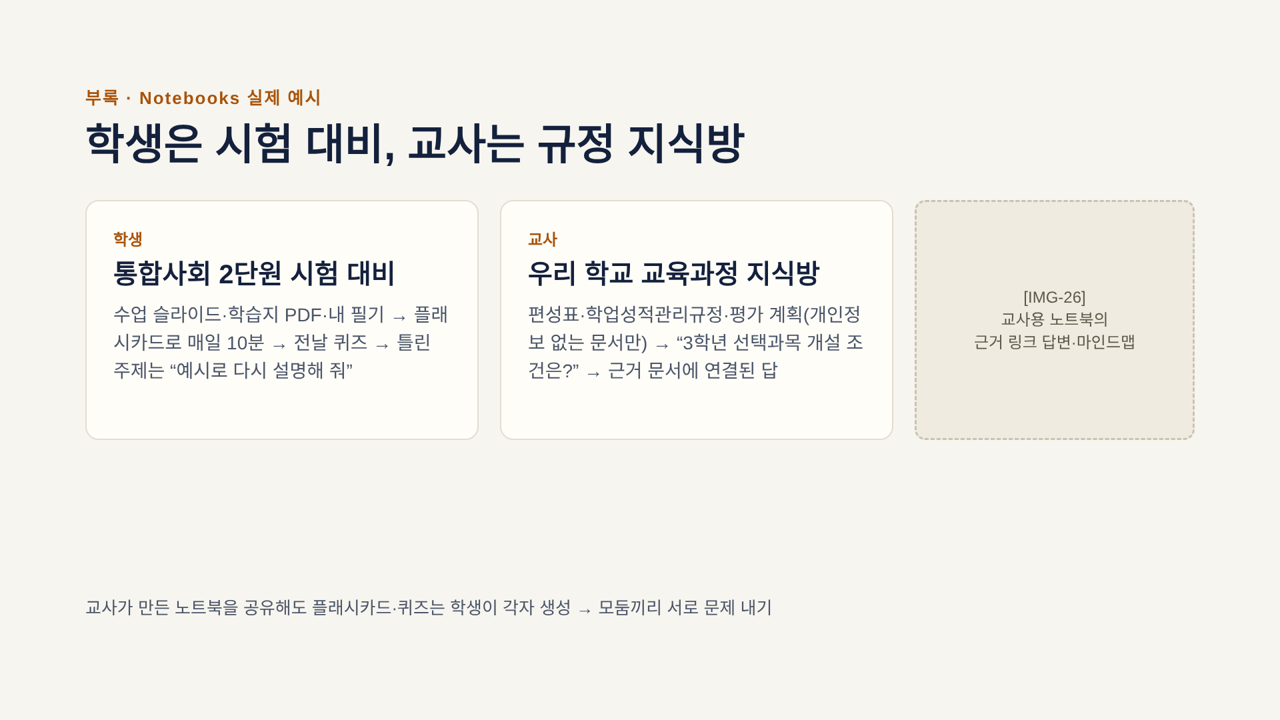 부록 · Notebooks 실제 예시
학생은 시험 대비, 교사는 규정 지식방
학생
통합사회 2단원 시험 대비
수업 슬라이드·학습지 PDF·내 필기 → 플래
시카드로 매일 10분 → 전날 퀴즈 → 틀린
주제는 “예시로 다시 설명해 줘”
교사
우리 학교 교육과정 지식방
편성표·학업성적관리규정·평가 계획(개인정
보 없는 문서만) → “3학년 선택과목 개설 조
건은?” → 근거 문서에 연결된 답
[IMG-26]
교사용 노트북의
근거 링크 답변·마인드맵
교사가 만든 노트북을 공유해도 플래시카드·퀴즈는 학생이 각자 생성 → 모둠끼리 서로 문제 내기